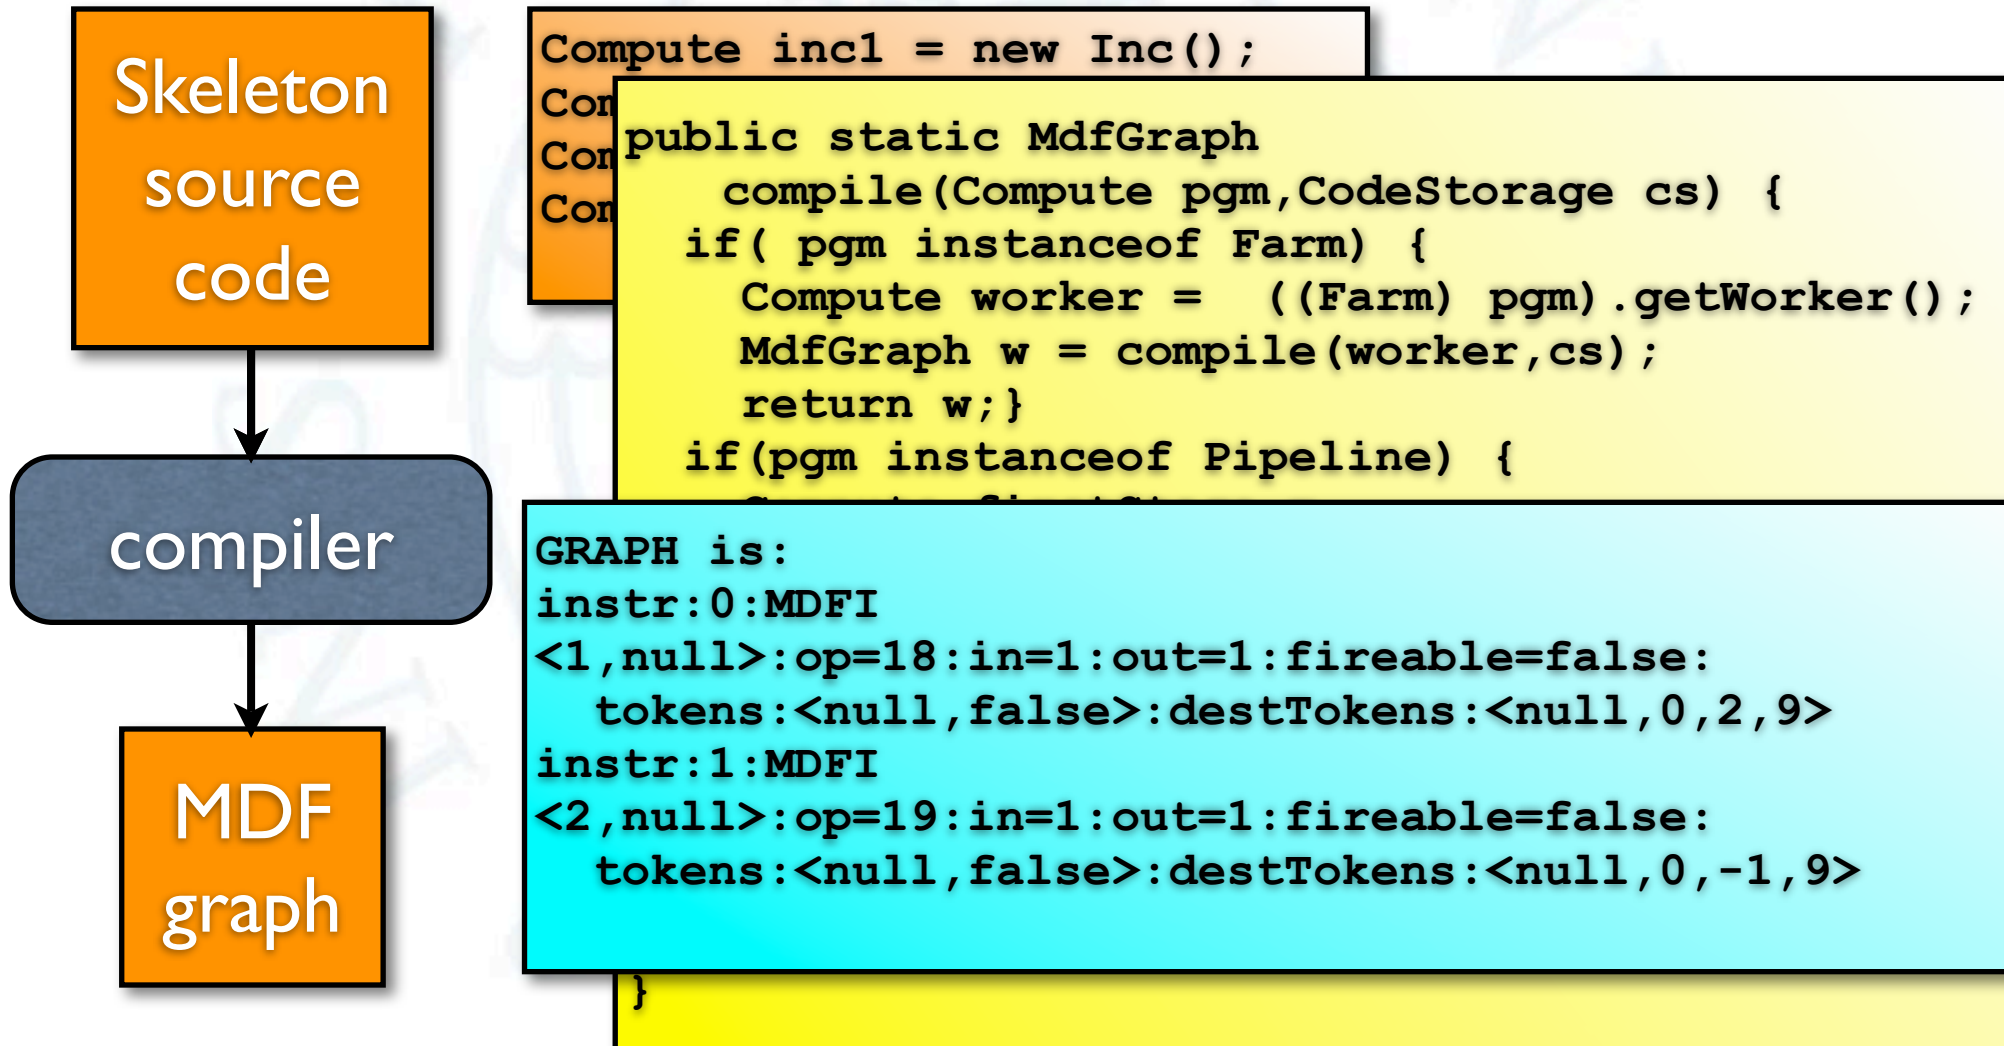 Skeleton
source
code
compiler
MDF
graph
Compute inc1 = new Inc();
Com
Com
Com
public static MdfGraph
compile(Compute pgm,CodeStorage cs) {
if( pgm instanceof Farm) {
Compute worker =  ((Farm) pgm).getWorker();
MdfGraph w = compile(worker,cs);
return w;}
if(pgm instanceof Pipeline) {
GRAPH is:
instr:0:MDFI
<1,null>:op=18:in=1:out=1:fireable=false:
tokens:<null,false>:destTokens:<null,0,2,9>
instr:1:MDFI
<2,null>:op=19:in=1:out=1:fireable=false:
tokens:<null,false>:destTokens:<null,0,-1,9>
}